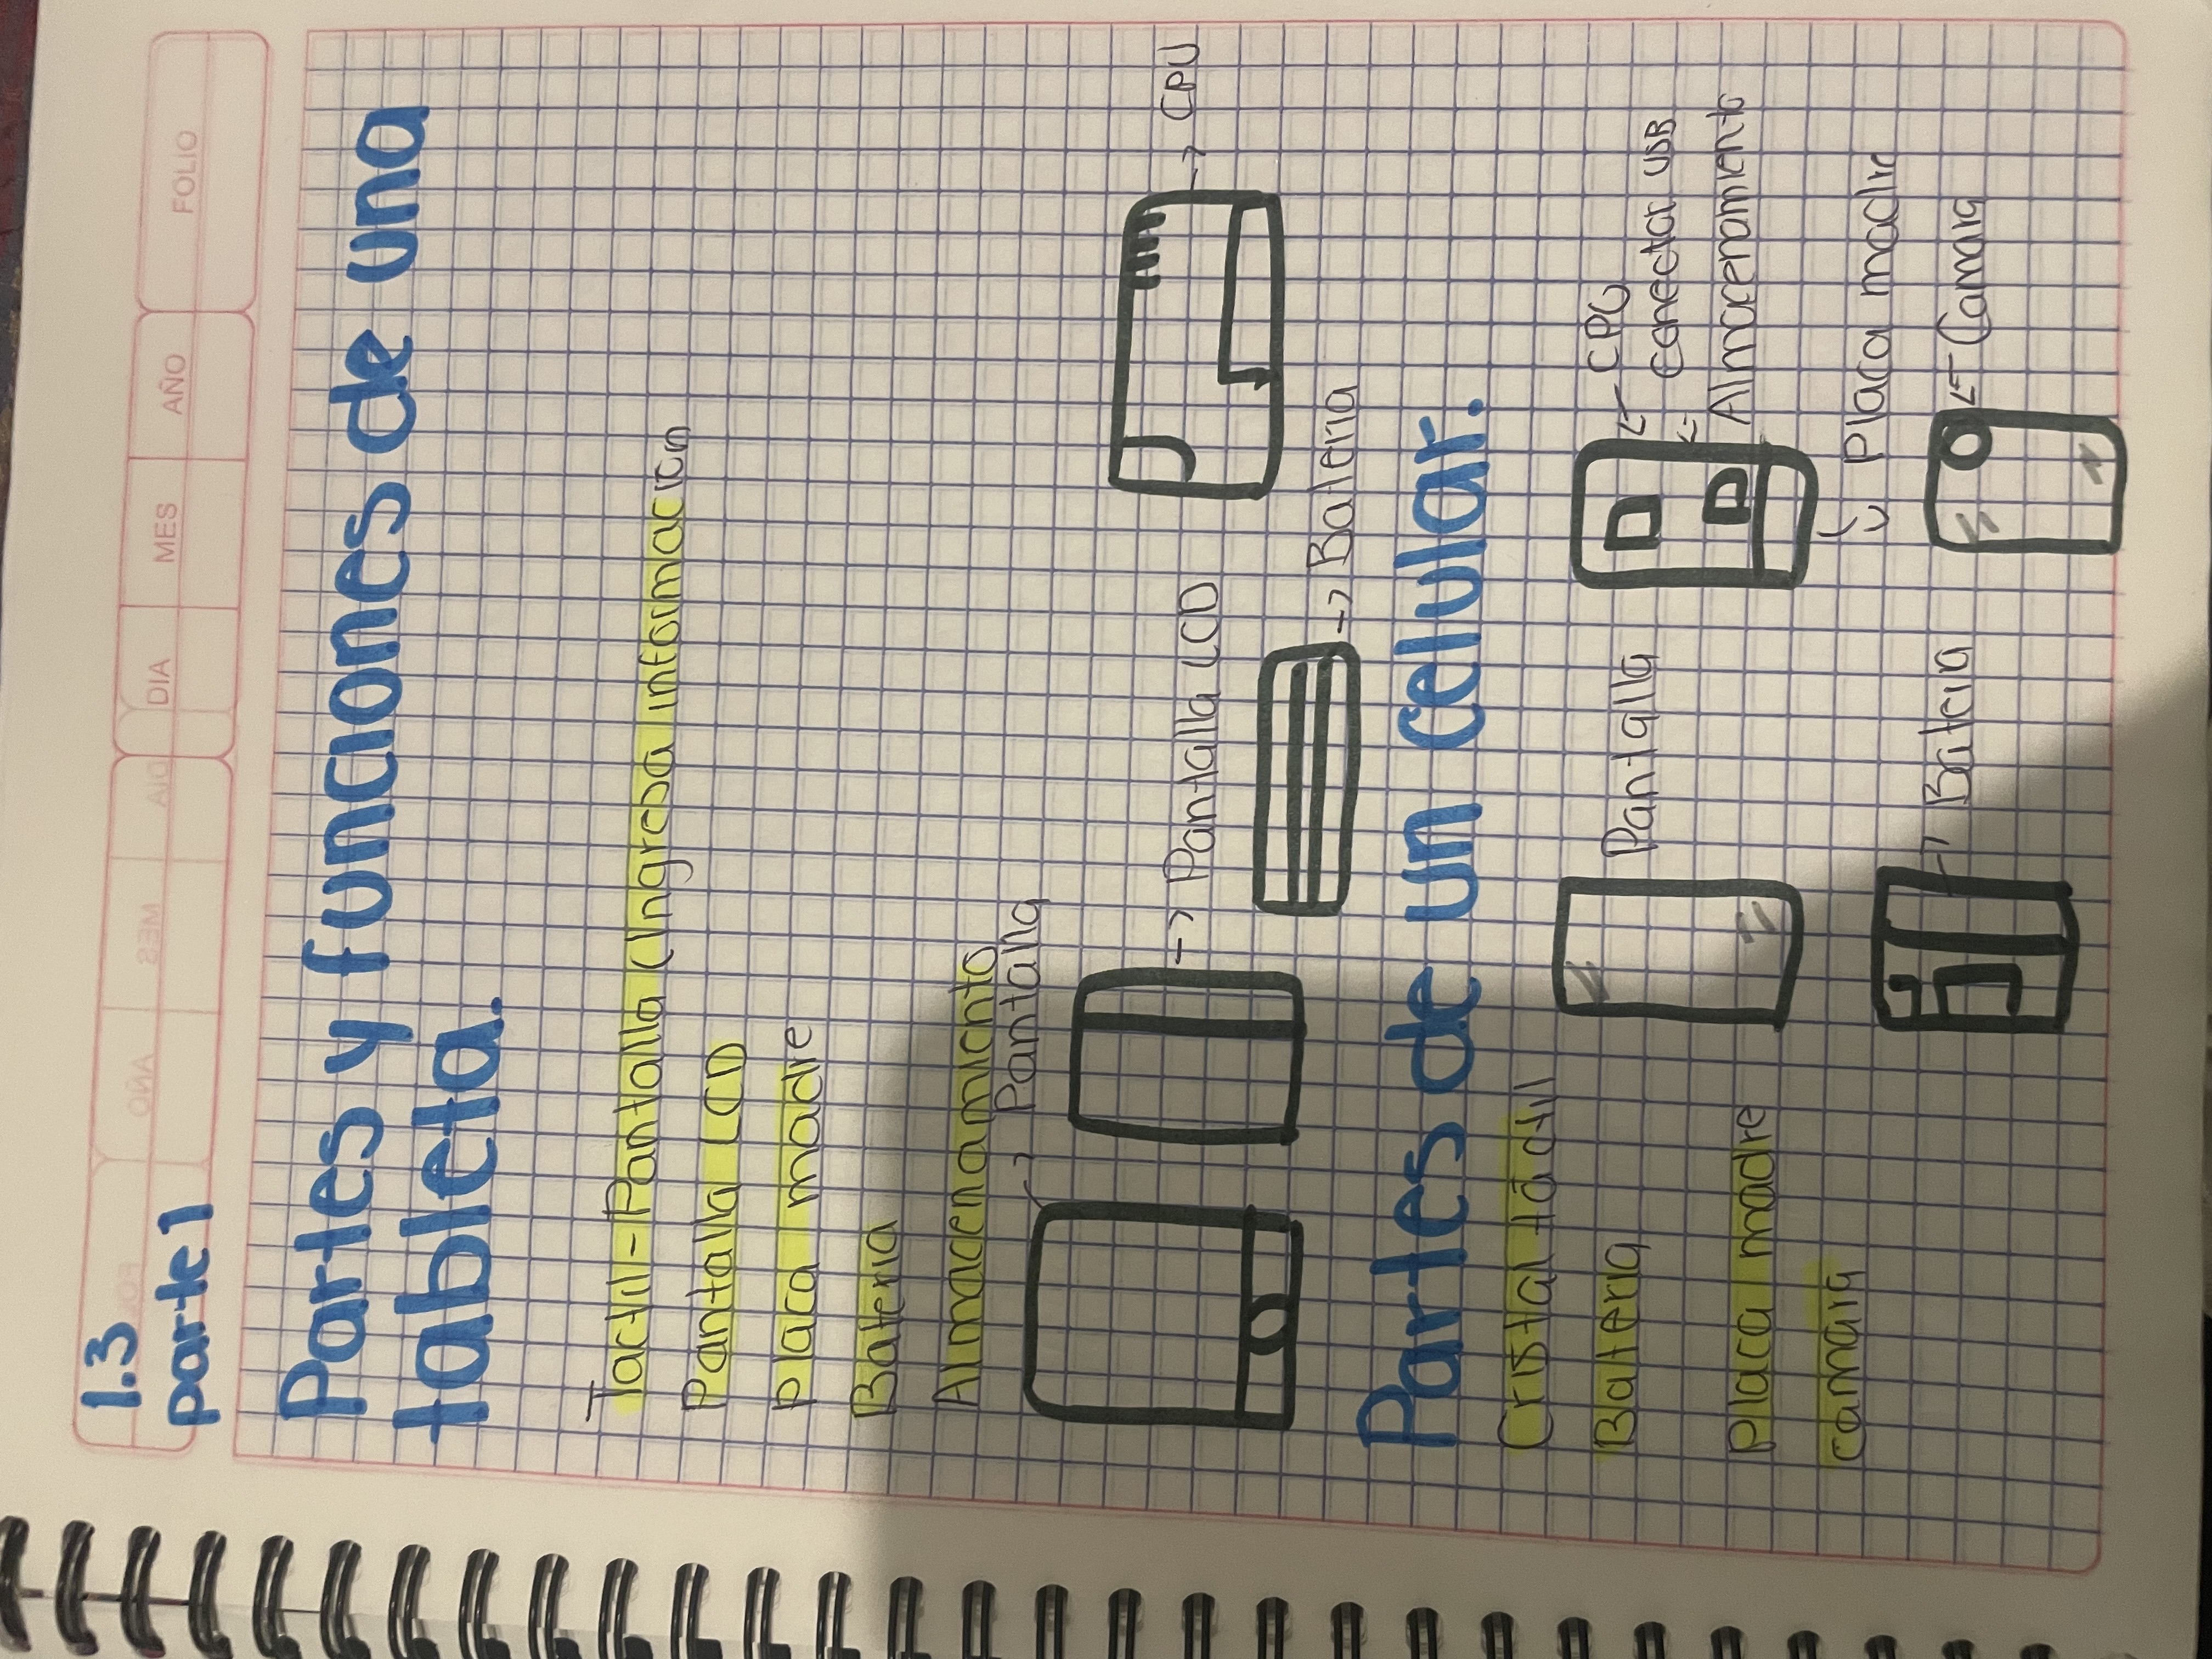 1.3
parte 1
DIA MES AÑO FOLIO
Partes y funciones de una
tableta.
Tactil-Pantalla (Ingresa informacion
Pantalla LCD
Placa madre
Bateria
Almacenamiento
Pantalla
Pantalla LCD
CPU
Bateria
Partes de un celular.
Cristal táctil
Bateria
Placa madre
camara
Pantalla
CPU
conector USB
Almacenamiento
Placa madre
Bateria
Camara